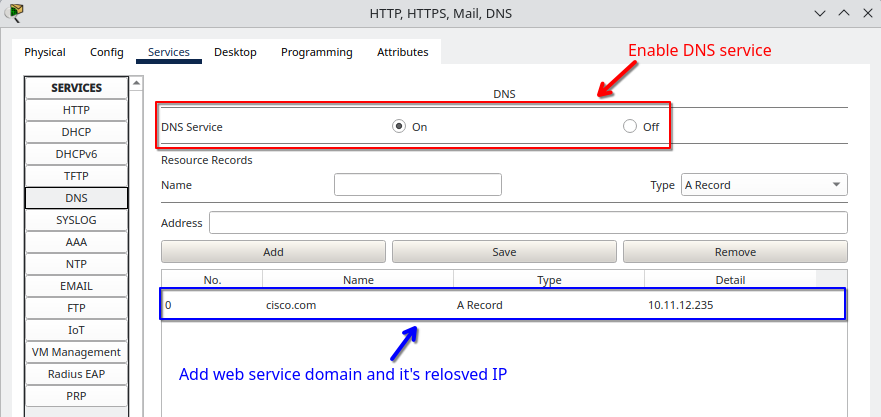 HTTP, HTTPS, Mail, DNS
Physical Config Services Desktop Programming Attributes
Enable DNS service
SERVICES
HTTP
DHCP
DHCPv6
TFTP
DNS
SYSLOG
AAA
NTP
EMAIL
FTP
IoT
VM Management
Radius EAP
PRP
DNS
DNS Service On Off
Resource Records
Name Type A Record
Address
Add Save Remove
No. Name Type Detail
0 cisco.com A Record 10.11.12.235
Add web service domain and it's relosved IP